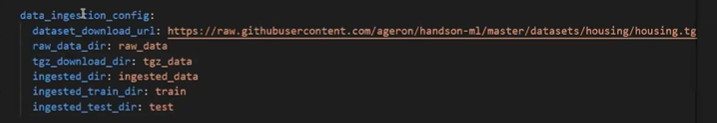 data_ingestion_config:
dataset_download_url: https://raw.githubusercontent.com/ageron/handson-ml/master/datasets/housing/housing.tg
raw_data_dir: raw_data
tgz_download_dir: tgz_data
ingested_dir: ingested_data
ingested_train_dir: train
ingested_test_dir: test